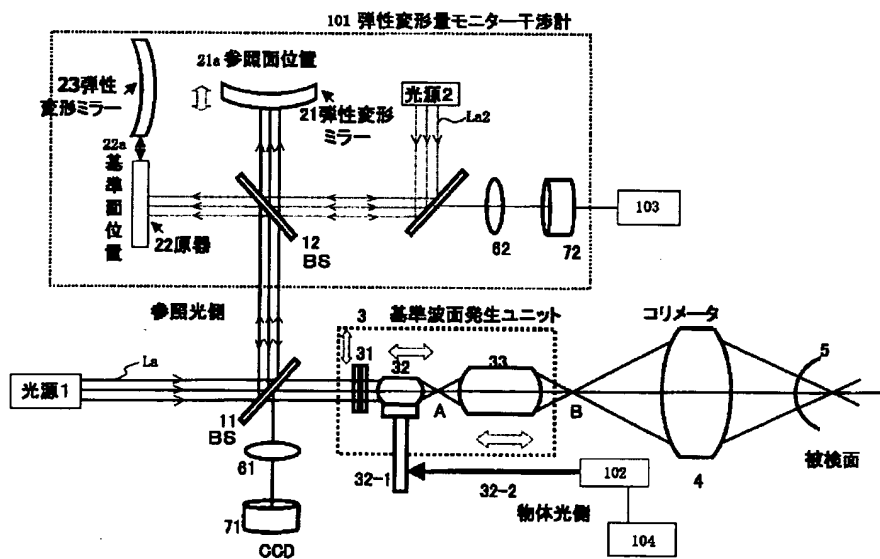 101 弾性変形量モニター干渉計
21a 参照面位置
23弾性
変形ミラー
21弾性変形
ミラー
光源2
La2
22a
基準面位置
22原器
12
BS
62
72
103
参照光側
3 基準波面発生ユニット
コリメータ
La
31
32
33
5
光源1
A
B
11
BS
61
被検面
32-1
32-2
102
4
物体光側
71
CCD
104